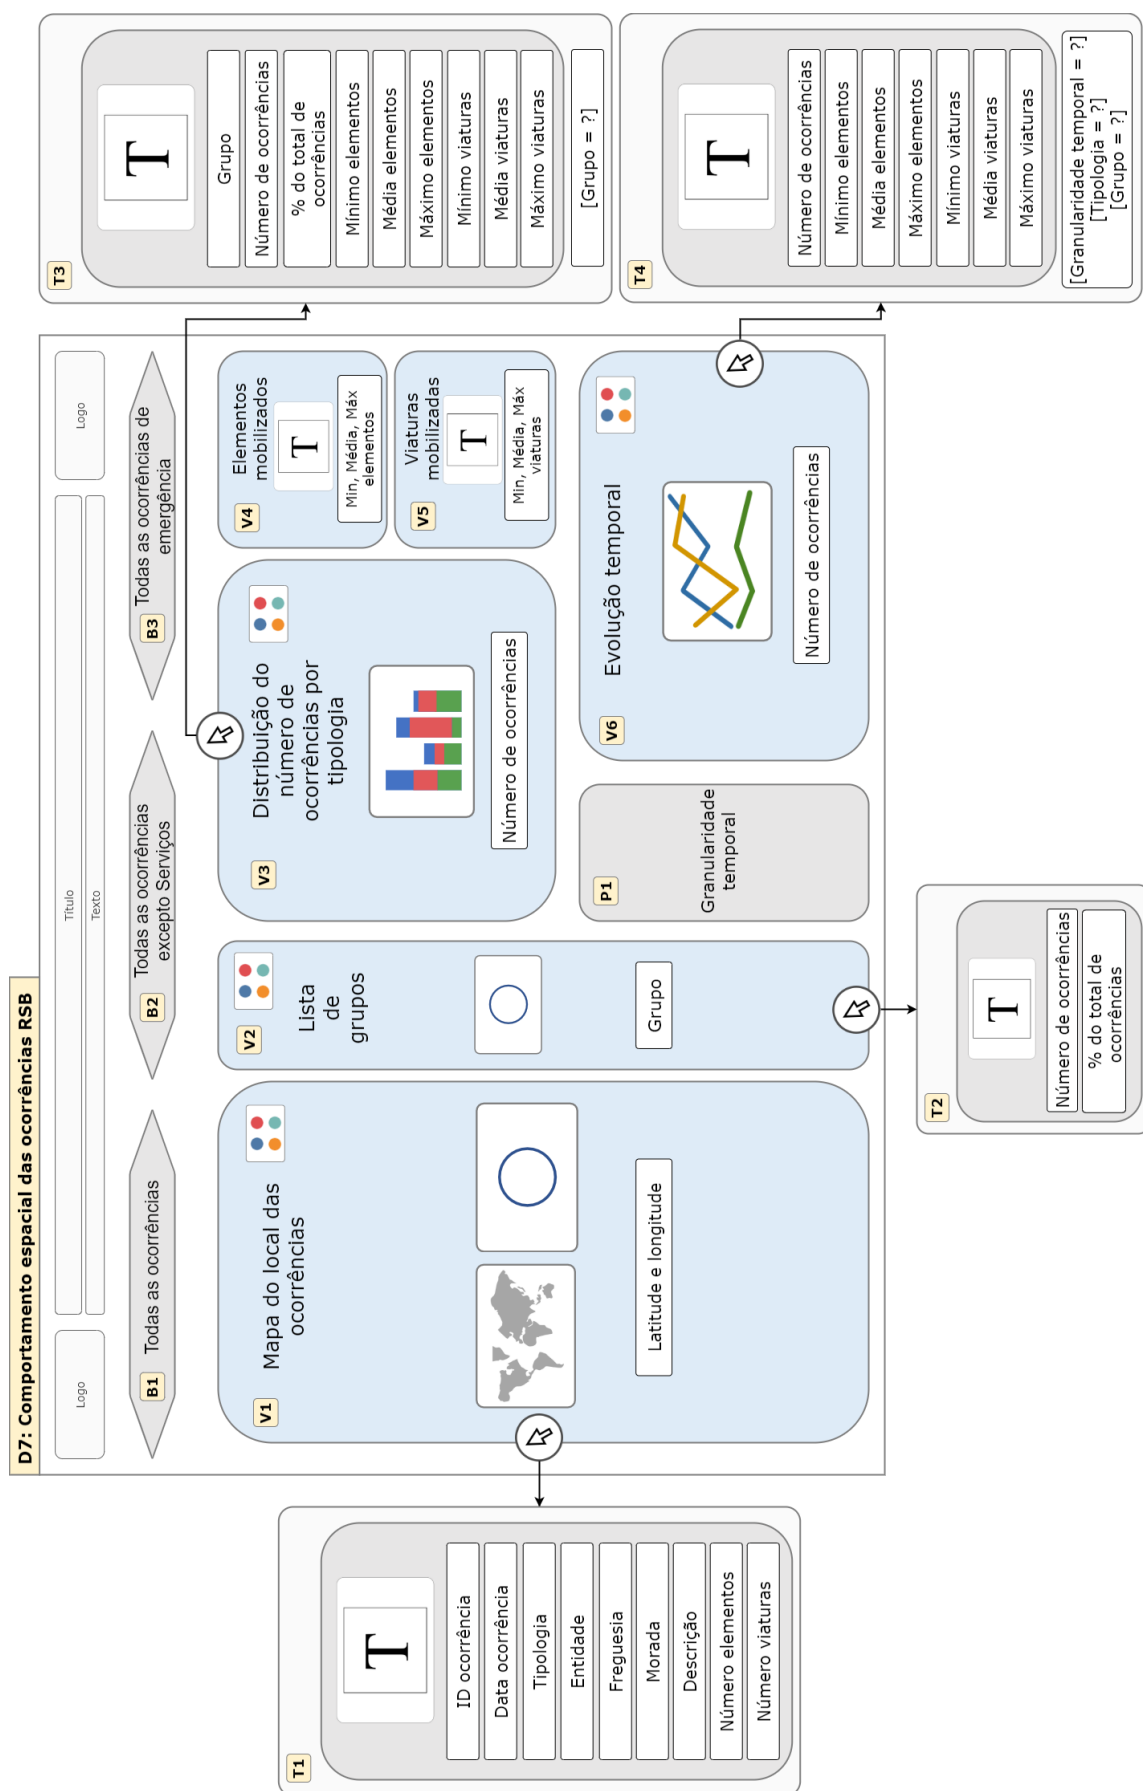 D7: Comportamento espacial das ocorrências RSB
Logo
Título
Texto
Logo
B1
Todas as ocorrências
B2
Todas as ocorrências
excepto Serviços
B3
Todas as ocorrências de
emergência
V1
Mapa do local das
ocorrências
Latitude e longitude
V2
Lista
de
grupos
Grupo
V3
Distribuição do
número de
ocorrências por
tipologia
Número de ocorrências
V4
Elementos
mobilizados
T
Min, Média, Máx
elementos
V5
Viaturas
mobilizadas
T
Min, Média, Máx
viaturas
P1
Granularidade
temporal
V6
Evolução temporal
Número de ocorrências
T1
T
ID ocorrência
Data ocorrência
Tipologia
Entidade
Freguesia
Morada
Descrição
Número elementos
Número viaturas
T2
T
Número de ocorrências
% do total de
ocorrências
T3
T
Grupo
Número de ocorrências
% do total de
ocorrências
Mínimo elementos
Média elementos
Máximo elementos
Mínimo viaturas
Média viaturas
Máximo viaturas
[Grupo = ?]
T4
T
Número de ocorrências
Mínimo elementos
Média elementos
Máximo elementos
Mínimo viaturas
Média viaturas
Máximo viaturas
[Granularidade temporal = ?]
[Tipologia = ?]
[Grupo = ?]